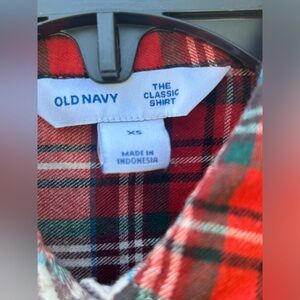 OLD NAVY
THE
CLASSIC
SHIRT
XS
MADE IN
INDONESIA